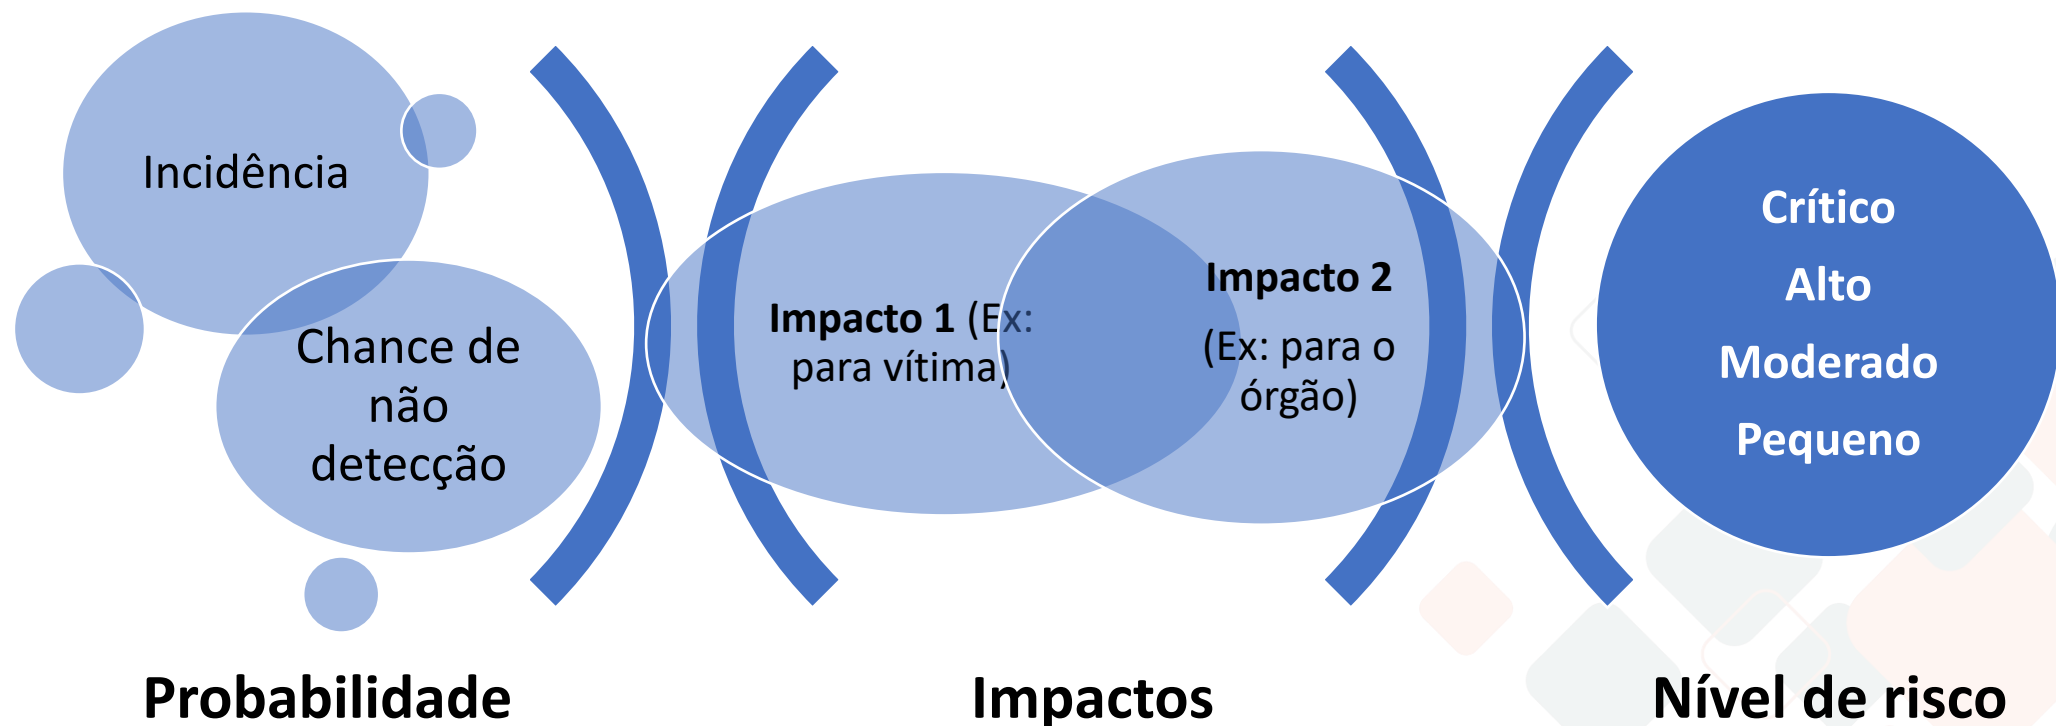 Incidência
Chance de
não
detecção
Probabilidade
Impacto 1 (Ex:
para vítima)
Impacto 2
(Ex: para o
órgão)
Impactos
Crítico
Alto
Moderado
Pequeno
Nível de risco